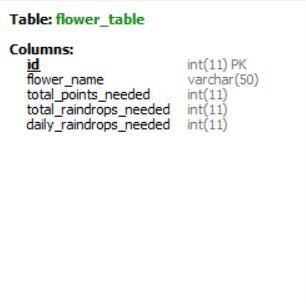 Table: flower_table
Columns:
id int(11) PK
flower_name varchar(50)
total_points_needed int(11)
total_raindrops_needed int(11)
daily_raindrops_needed int(11)